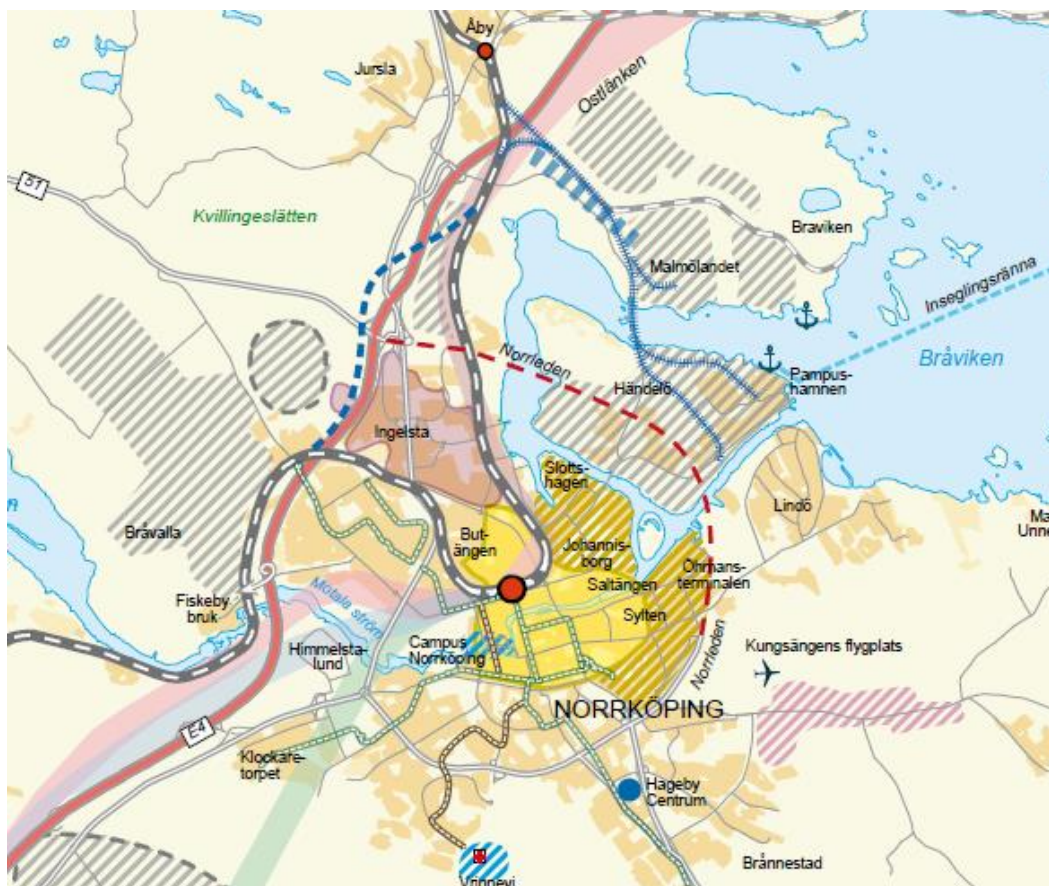 Åby
Jursla
Ostlänken
51
Kvillingeslätten
Braviken
Malmölandet
Inseglingsränna
Norrleden
Bråviken
Händelö
Pampus-
hamnen
Ingelsta
Slotts-
hagen
Lindö
Bråvalla
But-
ängen
Johannis-
borg
Saltängen
Öhmans-
terminalen
Fiskeby
bruk
Motala ström
Sylten
Himmelsta-
lund
Campus
Norrköping
Norrleden
Kungsängens flygplats
NORRKÖPING
E4
Klockare-
torpet
Hageby
Centrum
Brånnestad
Vrinnevi